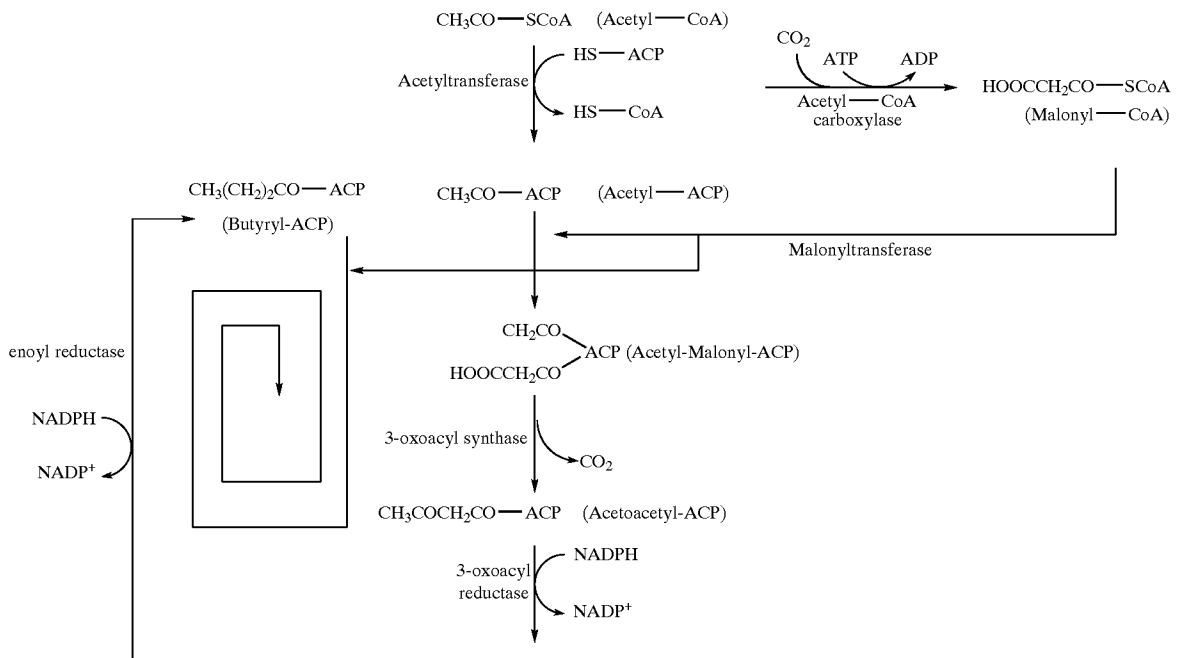 CH₃CO—SCoA (Acetyl—CoA)
HS—ACP
Acetyltransferase
HS—CoA
CO₂
ATP
ADP
Acetyl—CoA
carboxylase
HOOCCH₂CO—SCoA
(Malonyl—CoA)
CH₃(CH₂)₂CO—ACP
(Butyryl-ACP)
CH₃CO—ACP (Acetyl—ACP)
Malonyltransferase
CH₂CO
ACP (Acetyl-Malonyl-ACP)
HOOCCH₂CO
enoyl reductase
NADPH
NADP⁺
3-oxoacyl synthase
CO₂
CH₃COCH₂CO—ACP (Acetoacetyl-ACP)
NADPH
3-oxoacyl
reductase
NADP⁺